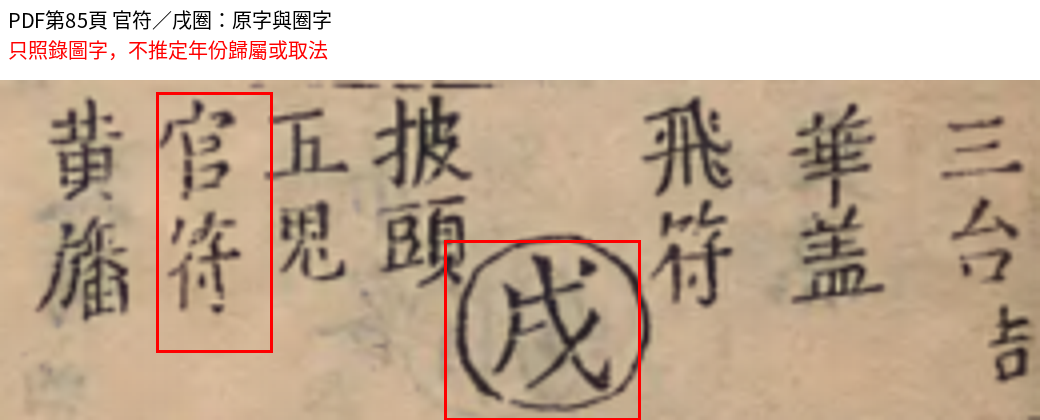 PDF第85頁 官符／戌圈：原字與圈字
只照錄圖字，不推定年份歸屬或取法
三台吉
華盖
飛符
戌
披頭
五鬼
官符
黄旛